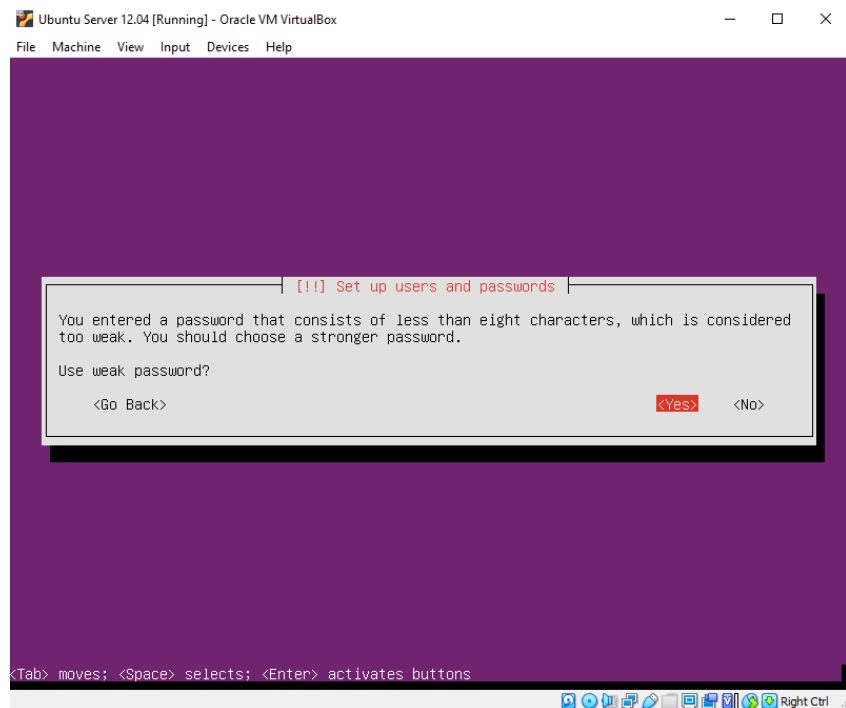 Ubuntu Server 12.04 [Running] - Oracle VM VirtualBox
File Machine View Input Devices Help
[!!] Set up users and passwords
You entered a password that consists of less than eight characters, which is considered
too weak. You should choose a stronger password.
Use weak password?
<Go Back> <Yes> <No>
<Tab> moves; <Space> selects; <Enter> activates buttons
Right Ctrl